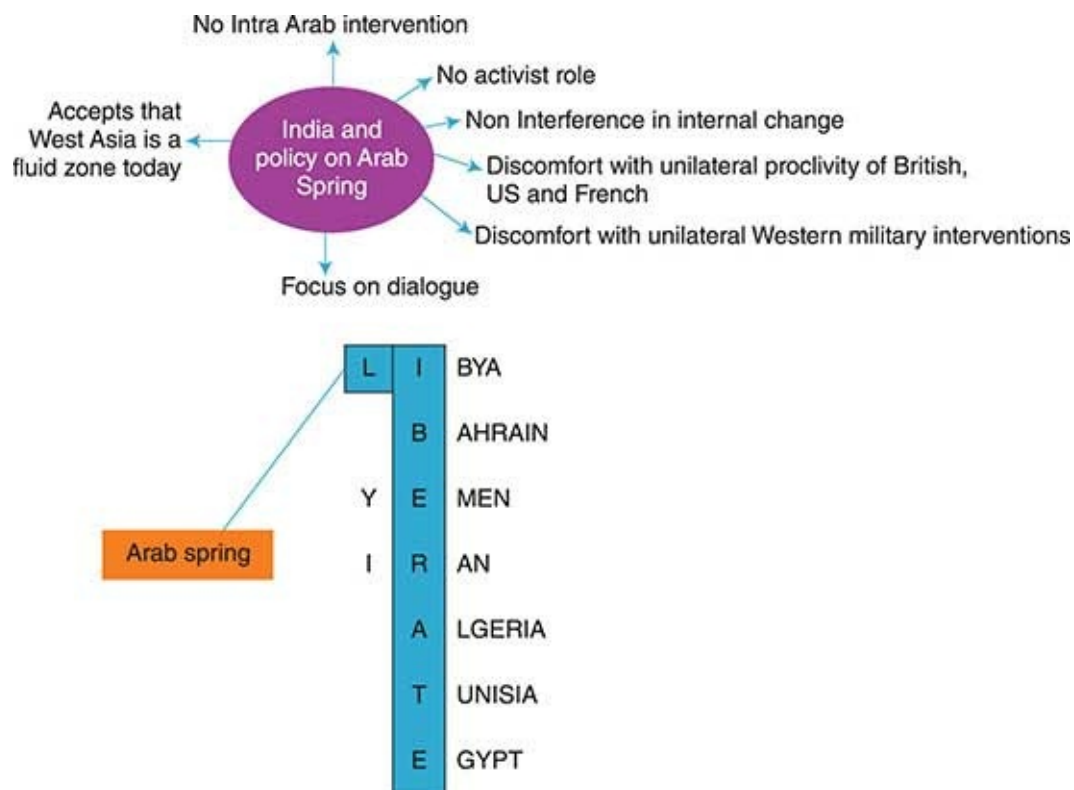 No Intra Arab intervention
No activist role
Accepts that
West Asia is a
fluid zone today
India and
policy on Arab
Spring
Non Interference in internal change
Discomfort with unilateral proclivity of British,
US and French
Discomfort with unilateral Western military interventions
Focus on dialogue
L I BYA
B AHRAIN
Y E MEN
Arab spring
I R AN
A LGERIA
T UNISIA
E GYPT